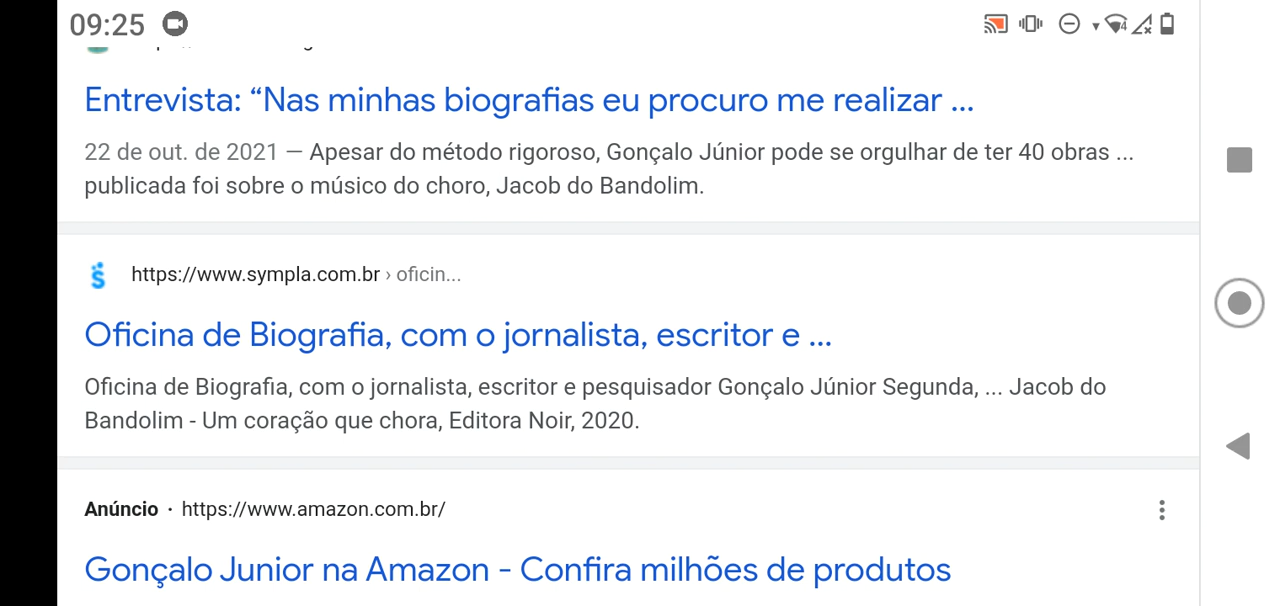 09:25
Entrevista: “Nas minhas biografias eu procuro me realizar ...
22 de out. de 2021 — Apesar do método rigoroso, Gonçalo Júnior pode se orgulhar de ter 40 obras ...
publicada foi sobre o músico do choro, Jacob do Bandolim.
https://www.sympla.com.br › oficin...
Oficina de Biografia, com o jornalista, escritor e ...
Oficina de Biografia, com o jornalista, escritor e pesquisador Gonçalo Júnior Segunda, ... Jacob do
Bandolim - Um coração que chora, Editora Noir, 2020.
Anúncio · https://www.amazon.com.br/
Gonçalo Junior na Amazon - Confira milhões de produtos